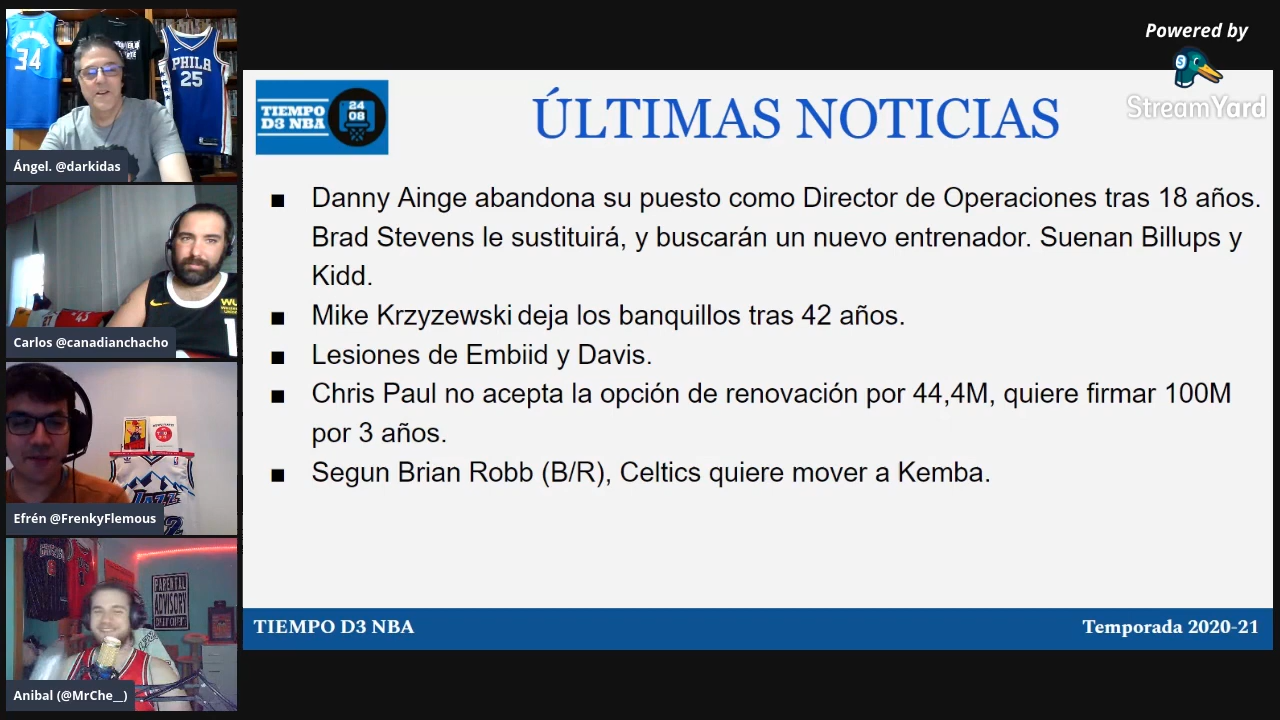 Powered by
StreamYard
34
PHILA
25
Ángel. @darkidas
Carlos @canadianchacho
JAZZ
Efrén @FrenkyFlemous
PARENTAL
ADVISORY
Anibal (@MrChe__)
TIEMPO
D3 NBA
24
08
ÚLTIMAS NOTICIAS
▪ Danny Ainge abandona su puesto como Director de Operaciones tras 18 años.
Brad Stevens le sustituirá, y buscarán un nuevo entrenador. Suenan Billups y
Kidd.
▪ Mike Krzyzewski deja los banquillos tras 42 años.
▪ Lesiones de Embiid y Davis.
▪ Chris Paul no acepta la opción de renovación por 44,4M, quiere firmar 100M
por 3 años.
▪ Segun Brian Robb (B/R), Celtics quiere mover a Kemba.
TIEMPO D3 NBA
Temporada 2020-21